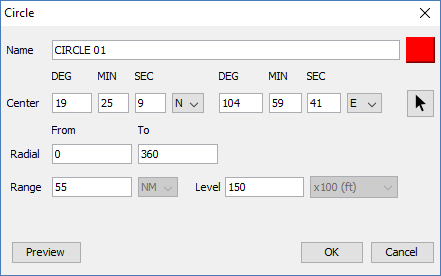 Circle
Name CIRCLE 01
DEG MIN SEC DEG MIN SEC
Center 19 25 9 N 104 59 41 E
From To
Radial 0 360
Range 55 NM Level 150 x100 (ft)
Preview OK Cancel